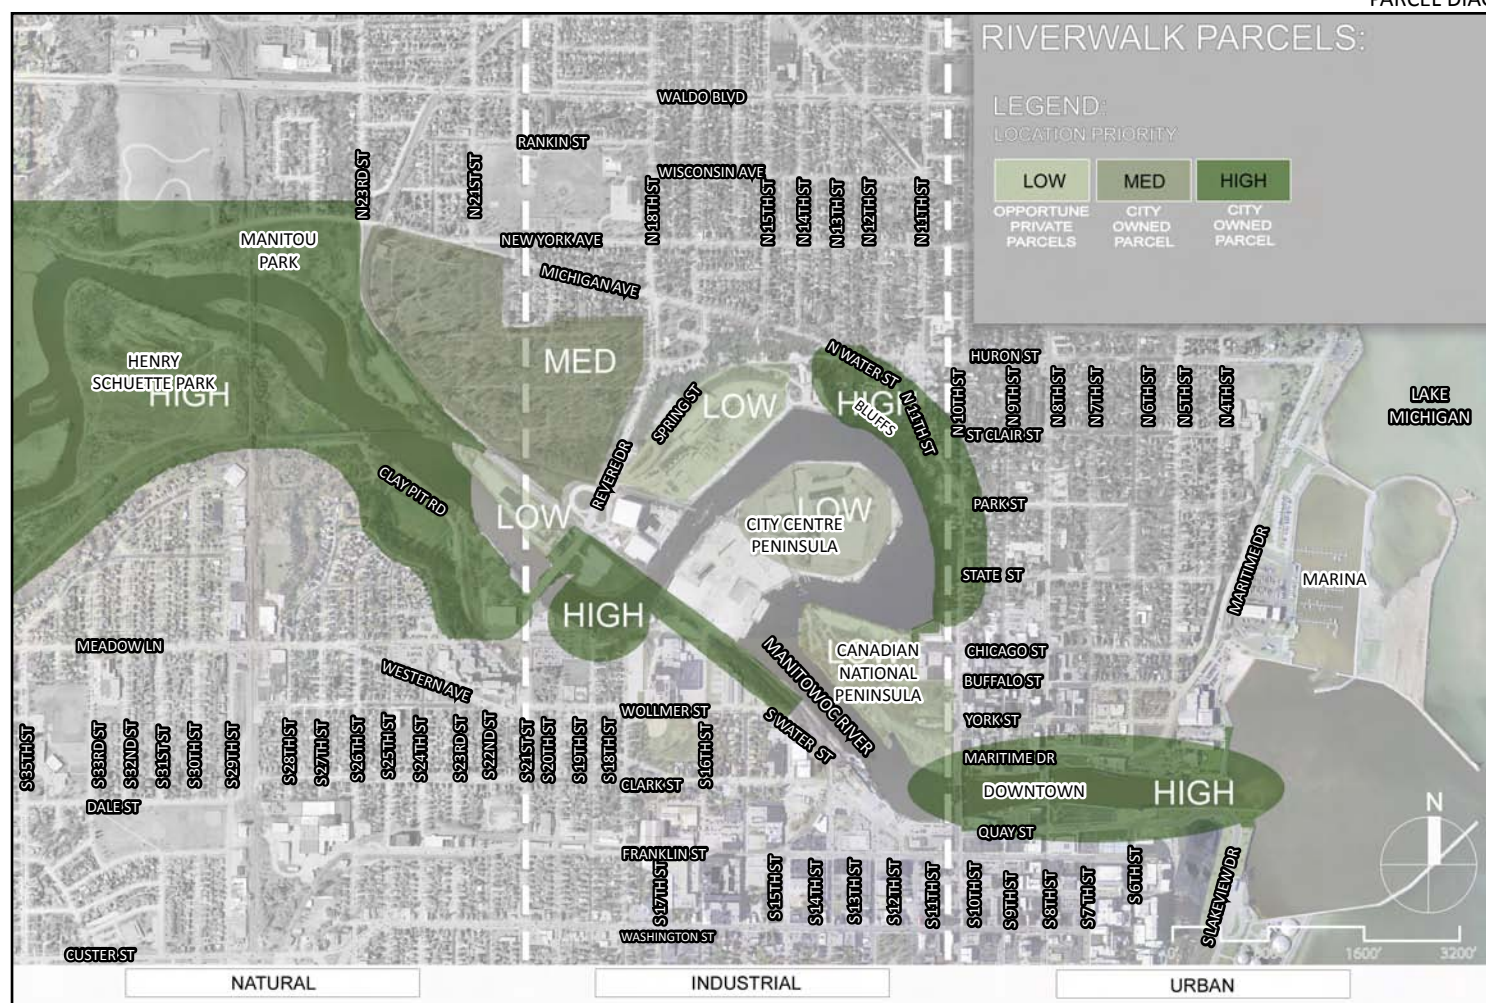 PARCEL DIAG
RIVERWALK PARCELS:
LEGEND:
LOCATION PRIORITY
LOW
MED
HIGH
OPPORTUNE
PRIVATE
PARCELS
CITY
OWNED
PARCEL
CITY
OWNED
PARCEL
WALDO BLVD
RANKIN ST
WISCONSIN AVE
N 23RD ST
N 21ST ST
N 18TH ST
N 15TH ST
N 14TH ST
N 13TH ST
N 12TH ST
N 11TH ST
NEW YORK AVE
MICHIGAN AVE
MANITOU
PARK
HENRY
SCHUETTE PARK
HIGH
MED
N WATER ST
HURON ST
SPRING ST
LOW
HIGH
BLUFFS
N 11TH ST
N 10TH ST
N 9TH ST
N 8TH ST
N 7TH ST
N 6TH ST
N 5TH ST
N 4TH ST
LAKE
MICHIGAN
ST CLAIR ST
REVERE DR
CLAY PIT RD
LOW
LOW
CITY CENTRE
PENINSULA
PARK ST
STATE ST
MARITIME DR
MARINA
HIGH
MEADOW LN
WESTERN AVE
MANITOWOC RIVER
LOW
CANADIAN
NATIONAL
PENINSULA
CHICAGO ST
BUFFALO ST
YORK ST
WOLLMER ST
S WATER ST
S 35TH ST
S 33RD ST
S 32ND ST
S 31ST ST
S 30TH ST
S 29TH ST
S 28TH ST
S 27TH ST
S 26TH ST
S 25TH ST
S 24TH ST
S 23RD ST
S 22ND ST
S 21ST ST
S 20TH ST
S 19TH ST
S 18TH ST
S 16TH ST
MARITIME DR
DOWNTOWN
HIGH
CLARK ST
DALE ST
QUAY ST
N
FRANKLIN ST
S 17TH ST
S 15TH ST
S 14TH ST
S 13TH ST
S 12TH ST
S 11TH ST
S 10TH ST
S 9TH ST
S 8TH ST
S 7TH ST
S 6TH ST
S LAKEVIEW DR
WASHINGTON ST
CUSTER ST
0'
800'
1600'
3200'
NATURAL
INDUSTRIAL
URBAN